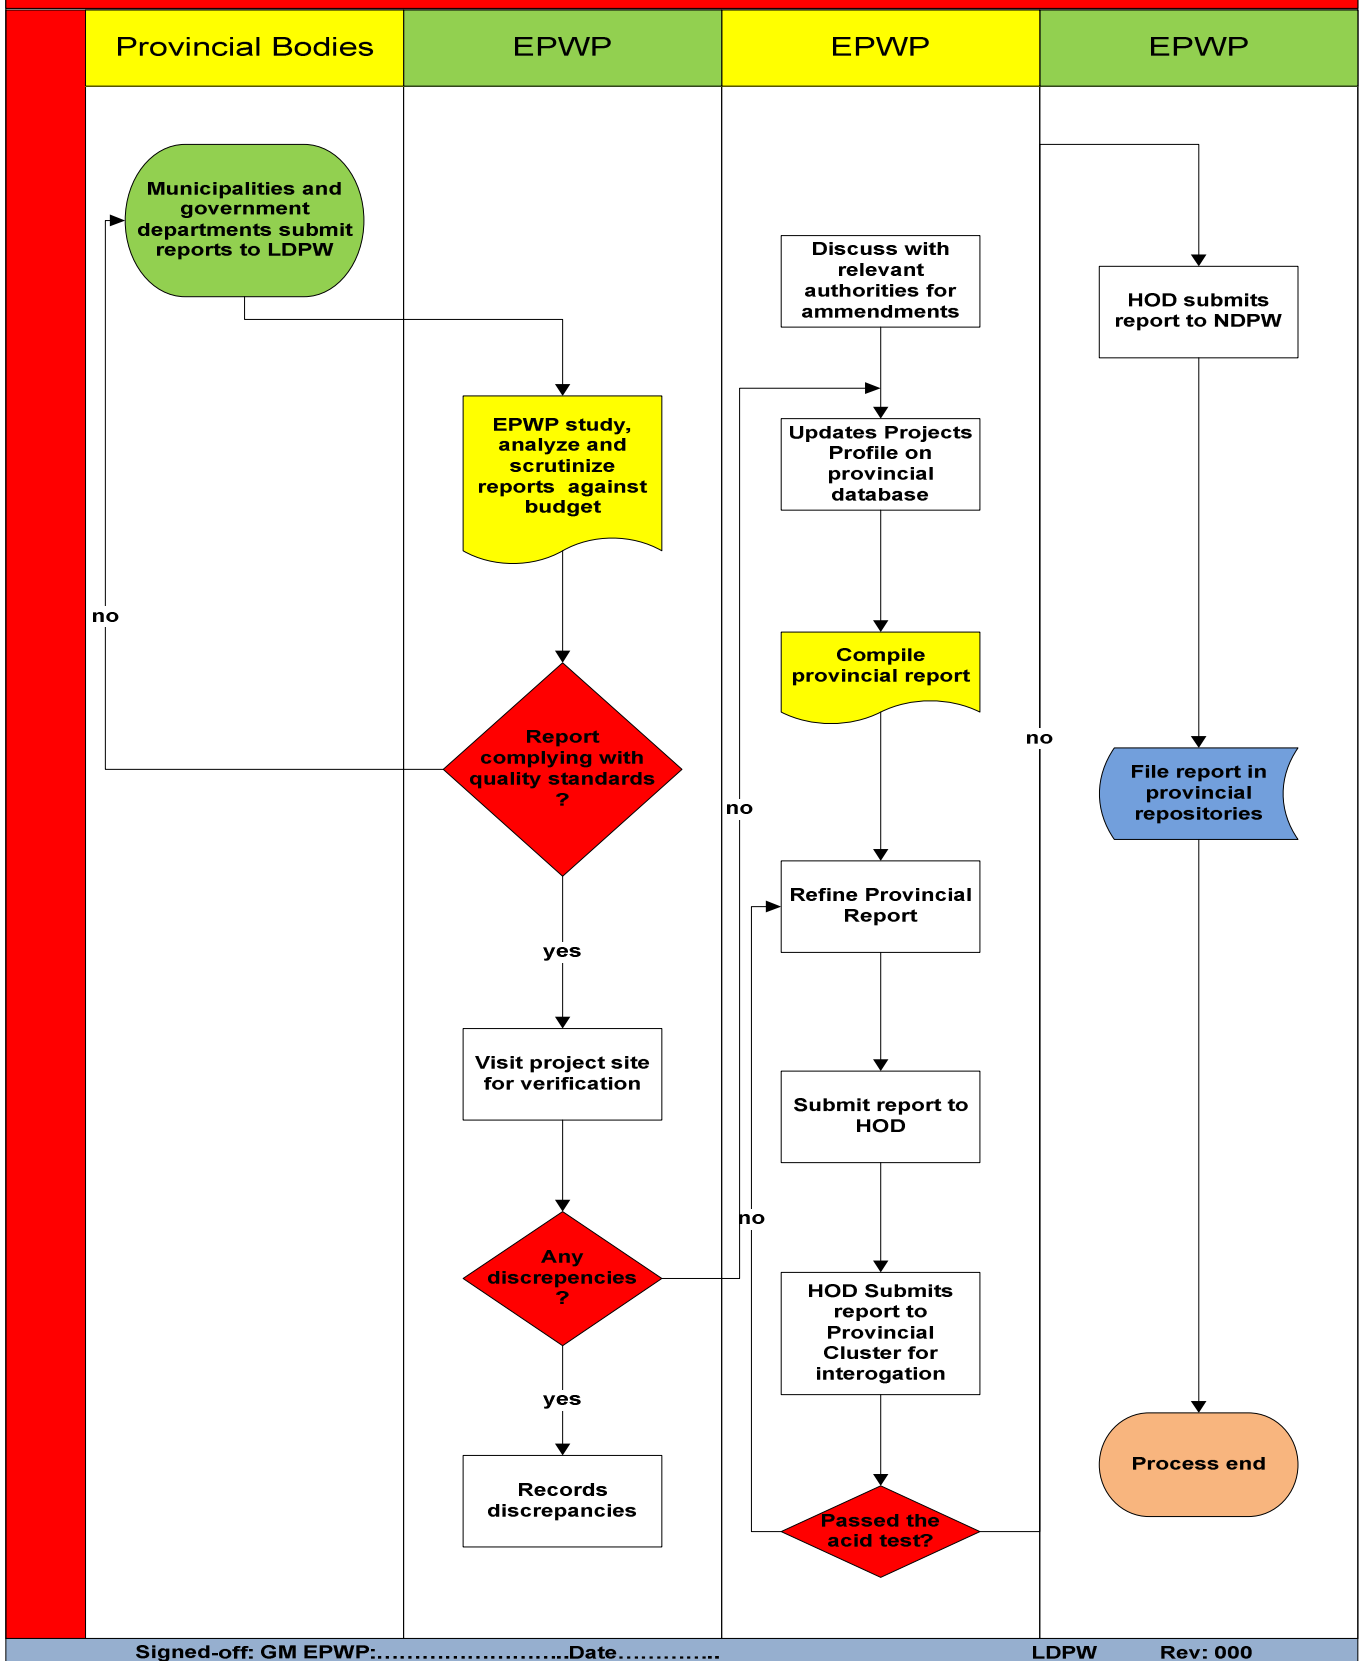 Provincial Bodies
EPWP
EPWP
EPWP
Municipalities and
government
departments submit
reports to LDPW
no
EPWP study,
analyze and
scrutinize
reports against
budget
Report
complying with
quality standards
?
yes
Visit project site
for verification
Any
discrepencies
?
yes
Records
discrepancies
no
Discuss with
relevant
authorities for
ammendments
Updates Projects
Profile on
provincial
database
Compile
provincial report
Refine Provincial
Report
Submit report to
HOD
no
HOD Submits
report to
Provincial
Cluster for
interogation
Passed the
acid test?
no
HOD submits
report to NDPW
File report in
provincial
repositories
Process end
Signed-off: GM EPWP:............................Date.............. LDPW Rev: 000